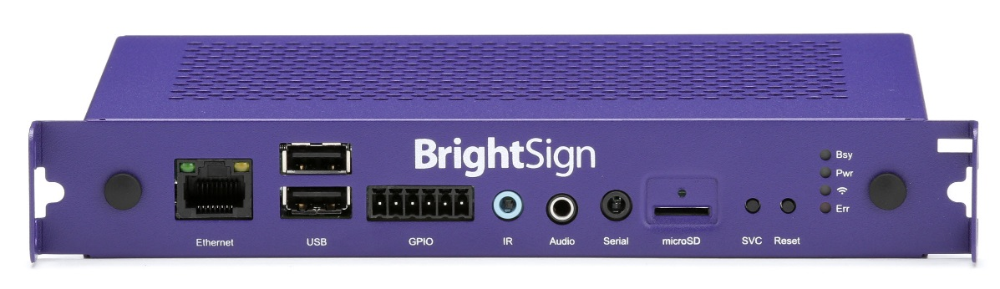 BrightSign
Bsy
Pwr
Err
Ethernet
USB
GPIO
IR
Audio
Serial
microSD
SVC
Reset